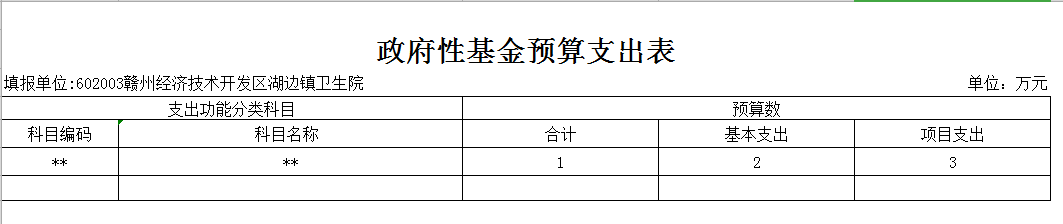 政府性基金预算支出表
填报单位:602003赣州经济技术开发区湖边镇卫生院 单位：万元
支出功能分类科目 预算数
科目编码 科目名称 合计 基本支出 项目支出
** ** 1 2 3